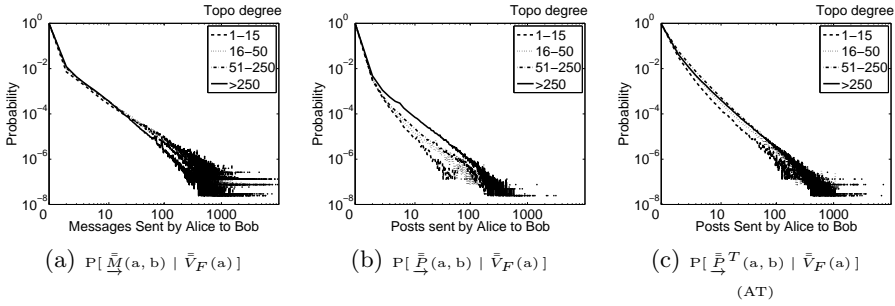 Topo degree
10^0
10^-2
10^-4
10^-6
10^-8
Probability
1-15
16-50
51-250
>250
0 10 100 1000
Messages Sent by Alice to Bob
(a) P[ M̿(a, b) | V̿_F(a) ]
Topo degree
10^0
10^-2
10^-4
10^-6
10^-8
Probability
1-15
16-50
51-250
>250
0 10 100 1000
Posts sent by Alice to Bob
(b) P[ P̿(a, b) | V̿_F(a) ]
Topo degree
10^0
10^-2
10^-4
10^-6
10^-8
Probability
1-15
16-50
51-250
>250
0 10 100 1000
Posts Sent by Alice to Bob
(c) P[ P̿^T(a, b) | V̿_F(a) ]
(AT)